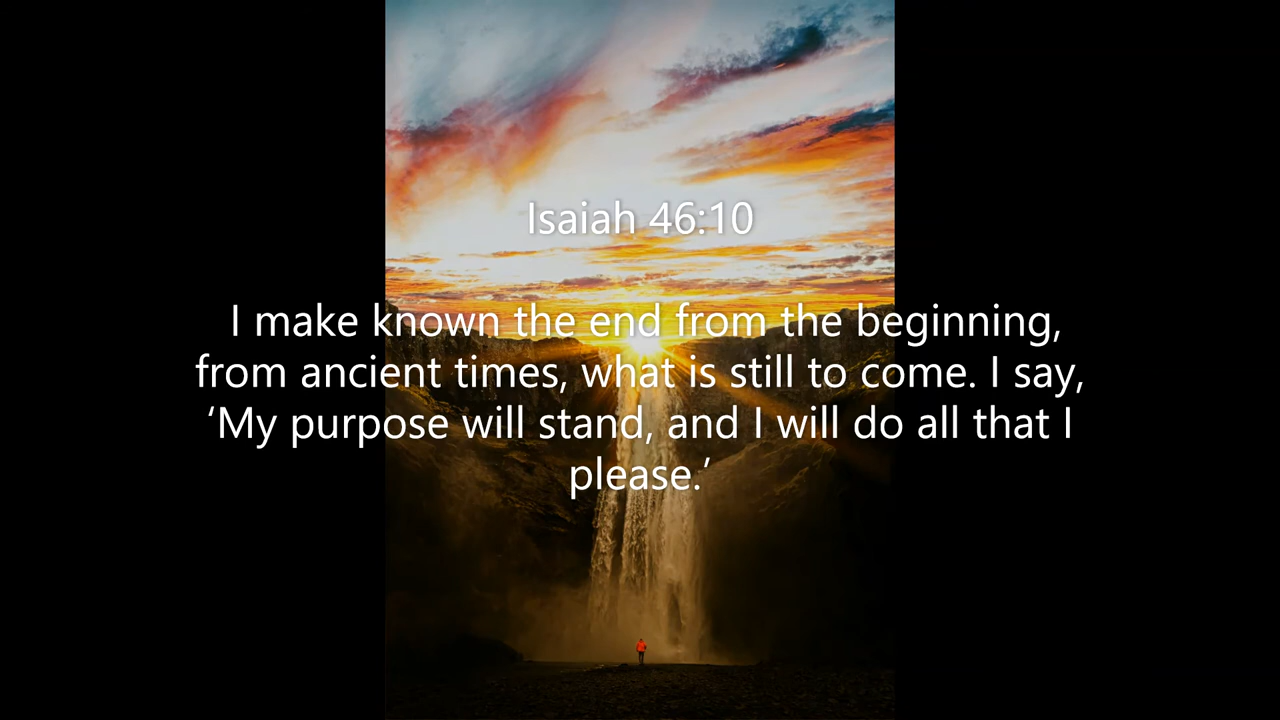 Isaiah 46:10
I make known the end from the beginning,
from ancient times, what is still to come. I say,
‘My purpose will stand, and I will do all that I
please.’